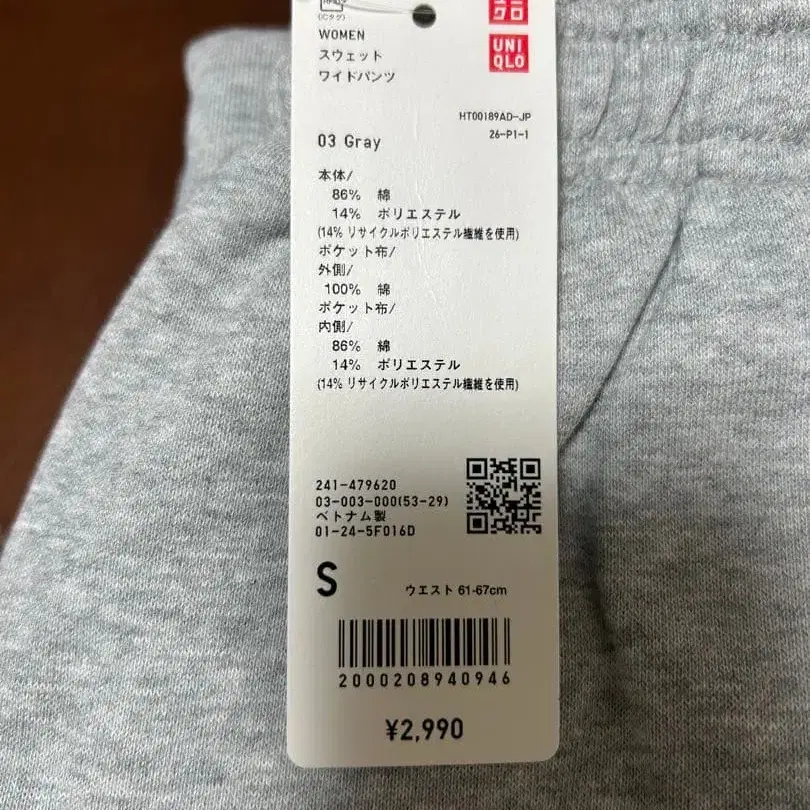 (ICタグ)
WOMEN
スウェット
ワイドパンツ
ニクロ
UNI
QLO
HT00189AD-JP
26-P1-1
03 Gray
本体/
86% 綿
14% ポリエステル
(14% リサイクルポリエステル繊維を使用)
ポケット布/
外側/
100% 綿
ポケット布/
内側/
86% 綿
14% ポリエステル
(14% リサイクルポリエステル繊維を使用)
241-479620
03-003-000(53-29)
ベトナム製
01-24-5F016D
S
ウエスト 61-67cm
2000208940946
¥2,990